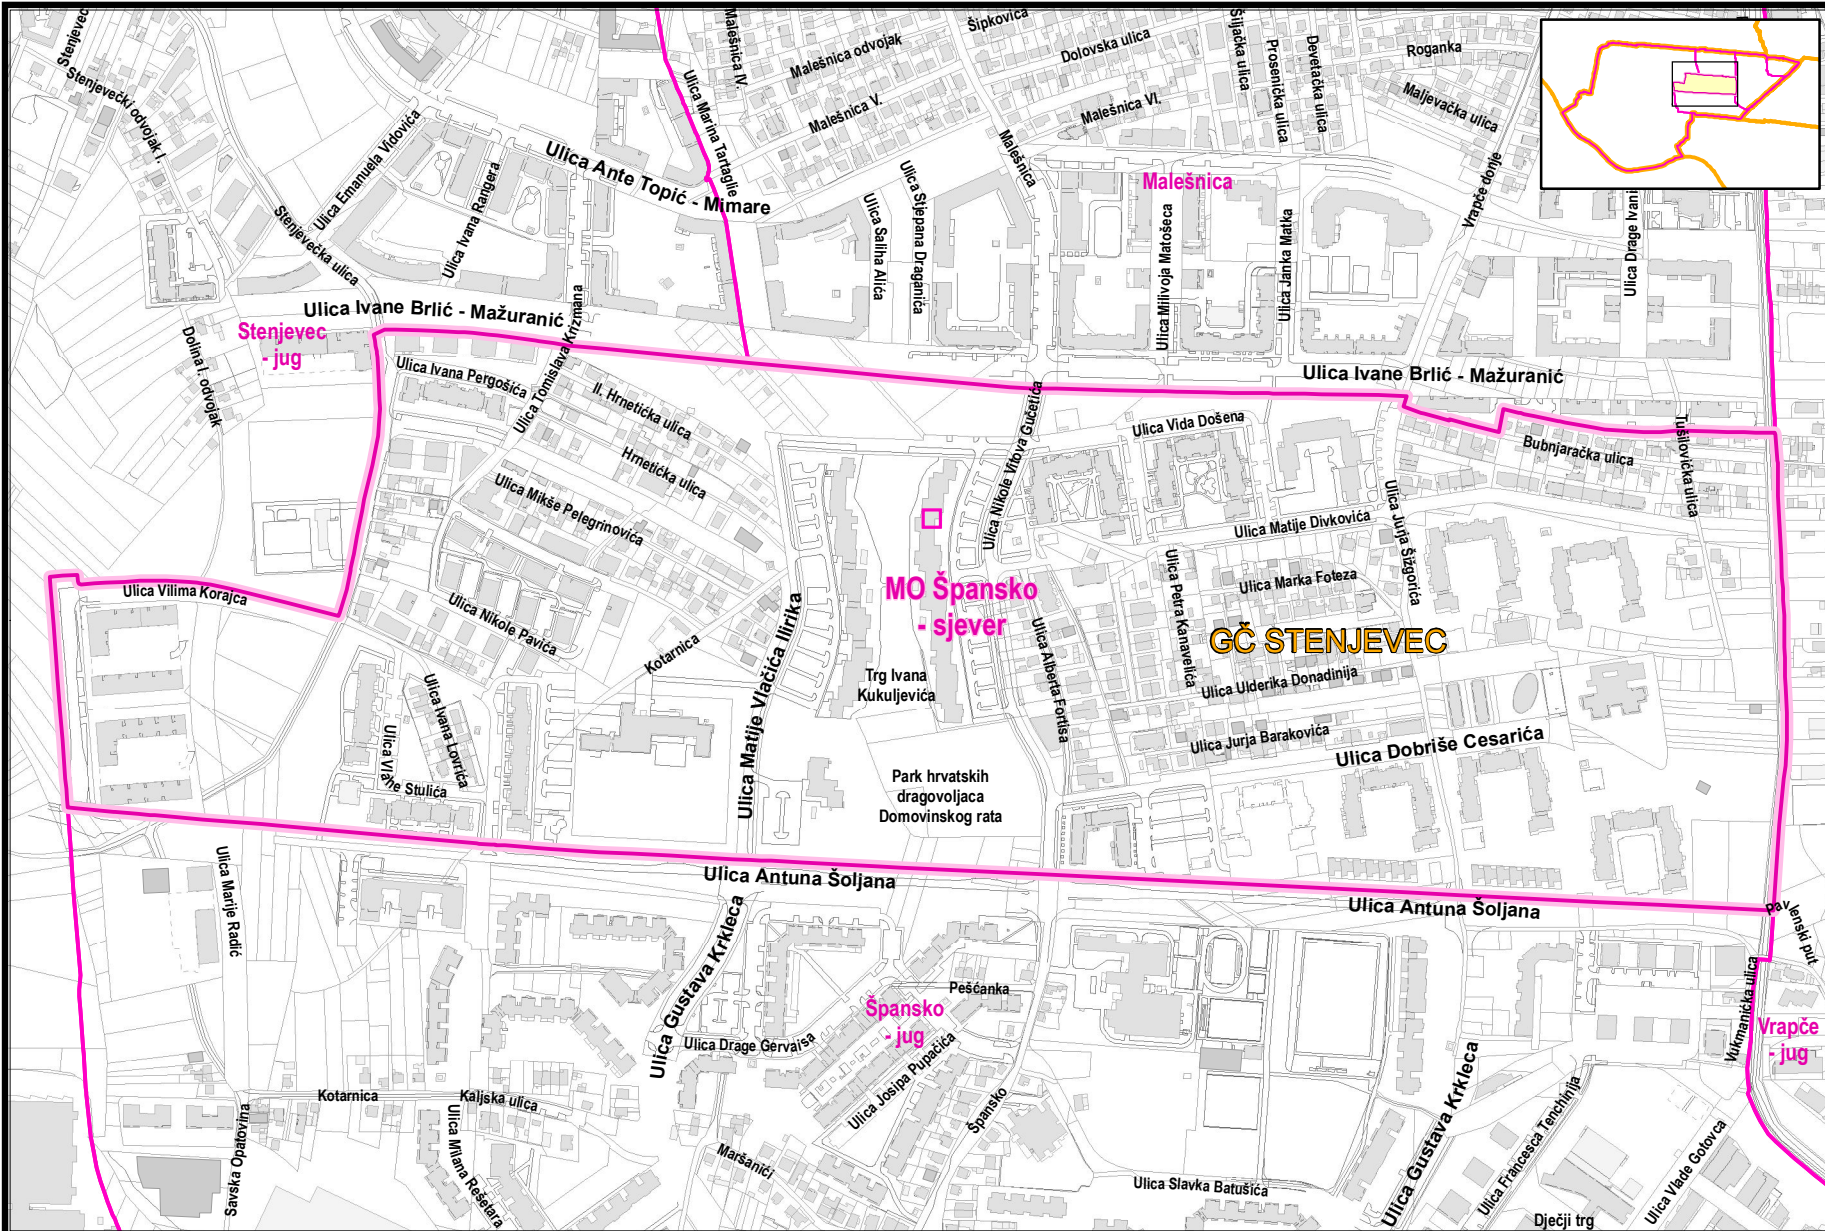 Stenjevec
Stenjevečki odvojak I.
Malešnica IV.
Malešnica odvojak
Šipkovica
Dolovska ulica
Šiljačka ulica
Prosenička ulica
Devetačka ulica
Roganka
Maljevačka ulica
Ulica Marina Tartaglie
Malešnica V.
Malešnica VI.
Malešnica
Ulica Emanuela Vidovića
Ulica Ivana Rangera
Ulica Ante Topić - Mimare
Stenjevečka ulica
Ulica Saliha Alića
Ulica Stjepana Draganića
Malešnica
Ulica Milivoja Matošeca
Ulica Janka Matka
Vrapče donje
Ulica Drage Ivani
Ulica Ivane Brlić - Mažuranić
Ulica Ivane Brlić - Mažuranić
Stenjevec
- jug
Dolina I. odvojak
Ulica Ivana Pergošića
Ulica Tomislava Krizmana
II. Hrnetička ulica
Hrnetička ulica
Ulica Mikše Pelegrinovića
Ulica Nikole Vitova Gučetića
Ulica Vida Došena
Bubnjaračka ulica
Tušilovička ulica
Ulica Matije Divkovića
Ulica Jurja Šižgorića
Ulica Vilima Korajca
Ulica Nikole Pavića
Kotarnica
Ulica Matije Vlačića Ilirika
MO Špansko
- sjever
Ulica Marka Foteza
Ulica Petra Kanavelića
GČ STENJEVEC
Ulica Alberta Fortisa
Ulica Ulderika Donadinija
Trg Ivana
Kukuljevića
Ulica Ivana Lovrića
Ulica Vlahe Stulića
Ulica Jurja Barakovića
Ulica Dobriše Cesarića
Park hrvatskih
dragovoljaca
Domovinskog rata
Ulica Antuna Šoljana
Ulica Antuna Šoljana
Ulica Marije Radić
Ulica Gustava Krkleca
Pavlenski put
Vukmanička ulica
Pešćanka
Špansko
- jug
Vrapče
- jug
Ulica Drage Gervaisa
Ulica Josipa Pupačića
Špansko
Kotarnica
Kaljska ulica
Savska Opatovina
Ulica Milana Rešetara
Maršanići
Ulica Slavka Batušića
Ulica Gustava Krkleca
Ulica Francesca Tenchinija
Ulica Vlade Gotovca
Dječji trg